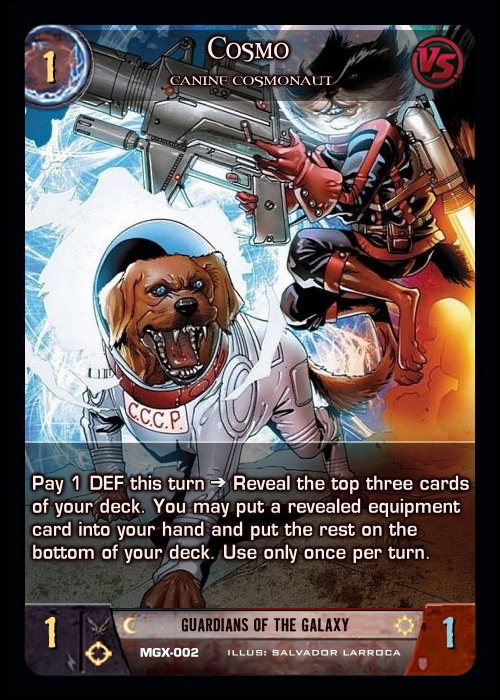 1
Cosmo
VS.
CANINE COSMONAUT
C.C.C.P.
Pay 1 DEF this turn → Reveal the top three cards
of your deck. You may put a revealed equipment
card into your hand and put the rest on the
bottom of your deck. Use only once per turn.
1
GUARDIANS OF THE GALAXY
1
MGX-002 ILLUS: SALVADOR LARROCA